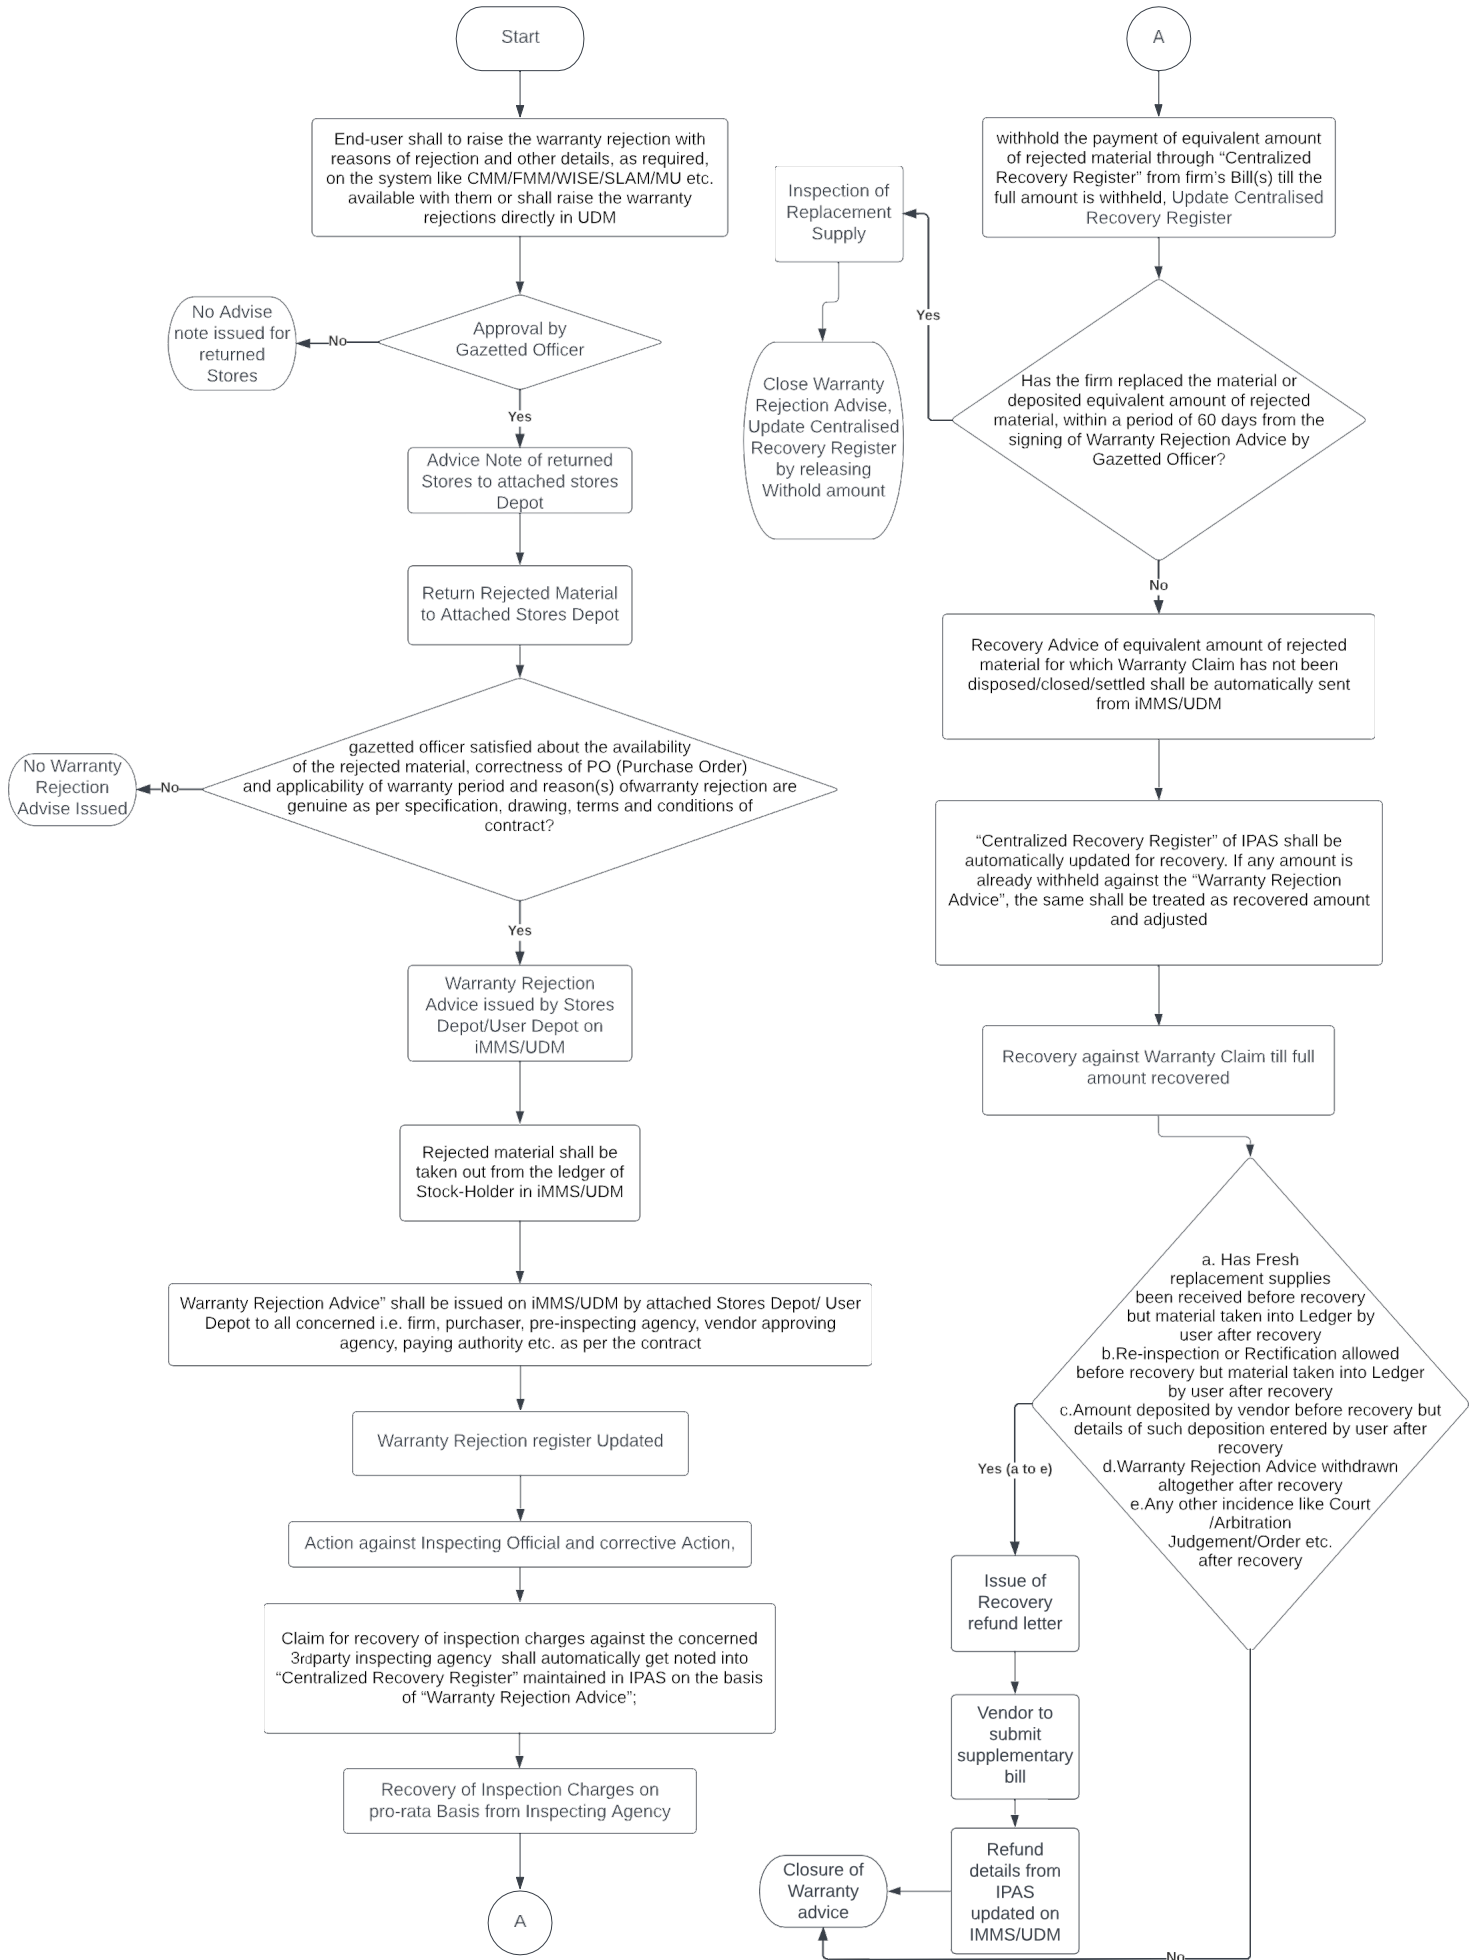 Start
End-user shall to raise the warranty rejection with
reasons of rejection and other details, as required,
on the system like CMM/FMM/WISE/SLAM/MU etc.
available with them or shall raise the warranty
rejections directly in UDM
Approval by
Gazetted Officer
No
No Advise
note issued for
returned
Stores
Yes
Advice Note of returned
Stores to attached stores
Depot
Return Rejected Material
to Attached Stores Depot
gazetted officer satisfied about the availability
of the rejected material, correctness of PO (Purchase Order)
and applicability of warranty period and reason(s) ofwarranty rejection are
genuine as per specification, drawing, terms and conditions of
contract?
No
No Warranty
Rejection
Advise Issued
Yes
Warranty Rejection
Advice issued by Stores
Depot/User Depot on
iMMS/UDM
Rejected material shall be
taken out from the ledger of
Stock-Holder in iMMS/UDM
Warranty Rejection Advice” shall be issued on iMMS/UDM by attached Stores Depot/ User
Depot to all concerned i.e. firm, purchaser, pre-inspecting agency, vendor approving
agency, paying authority etc. as per the contract
Warranty Rejection register Updated
Action against Inspecting Official and corrective Action,
Claim for recovery of inspection charges against the concerned
3rdparty inspecting agency shall automatically get noted into
“Centralized Recovery Register” maintained in IPAS on the basis
of “Warranty Rejection Advice”;
Recovery of Inspection Charges on
pro-rata Basis from Inspecting Agency
A
A
withhold the payment of equivalent amount
of rejected material through “Centralized
Recovery Register” from firm’s Bill(s) till the
full amount is withheld, Update Centralised
Recovery Register
Has the firm replaced the material or
deposited equivalent amount of rejected
material, within a period of 60 days from the
signing of Warranty Rejection Advice by
Gazetted Officer?
Yes
Inspection of
Replacement
Supply
Close Warranty
Rejection Advise,
Update Centralised
Recovery Register
by releasing
Withold amount
No
Recovery Advice of equivalent amount of rejected
material for which Warranty Claim has not been
disposed/closed/settled shall be automatically sent
from iMMS/UDM
“Centralized Recovery Register” of IPAS shall be
automatically updated for recovery. If any amount is
already withheld against the “Warranty Rejection
Advice”, the same shall be treated as recovered amount
and adjusted
Recovery against Warranty Claim till full
amount recovered
a. Has Fresh
replacement supplies
been received before recovery
but material taken into Ledger by
user after recovery
b.Re-inspection or Rectification allowed
before recovery but material taken into Ledger
by user after recovery
c.Amount deposited by vendor before recovery but
details of such deposition entered by user after
recovery
d.Warranty Rejection Advice withdrawn
altogether after recovery
e.Any other incidence like Court
/Arbitration
Judgement/Order etc.
after recovery
Yes (a to e)
Issue of
Recovery
refund letter
Vendor to
submit
supplementary
bill
Refund
details from
IPAS
updated on
IMMS/UDM
Closure of
Warranty
advice
No